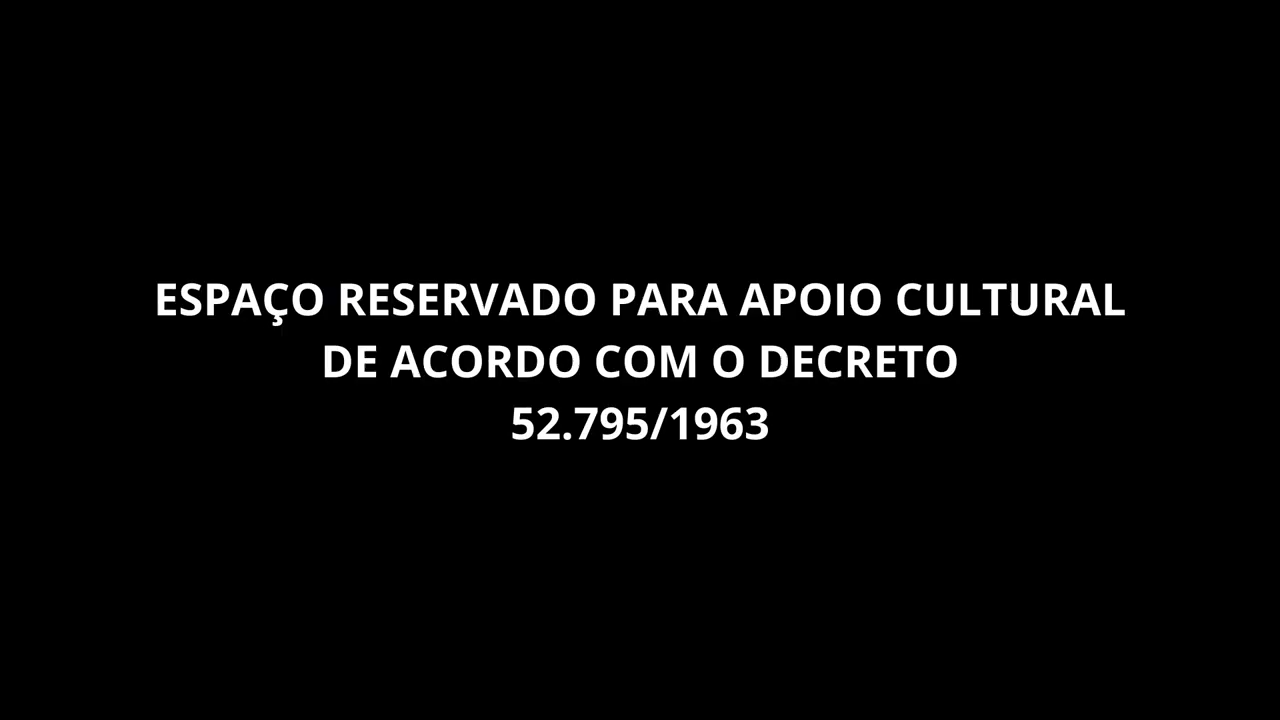 ESPAÇO RESERVADO PARA APOIO CULTURAL
DE ACORDO COM O DECRETO
52.795/1963